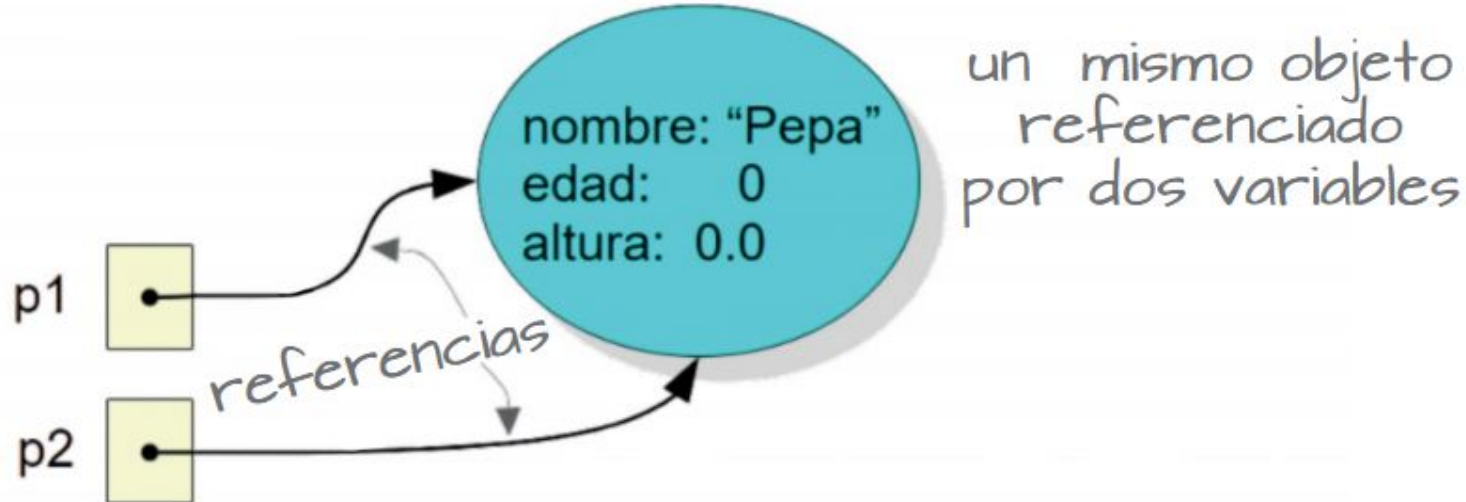 nombre: “Pepa”
edad: 0
altura: 0.0
un mismo objeto
referenciado
por dos variables
p1
referencias
p2